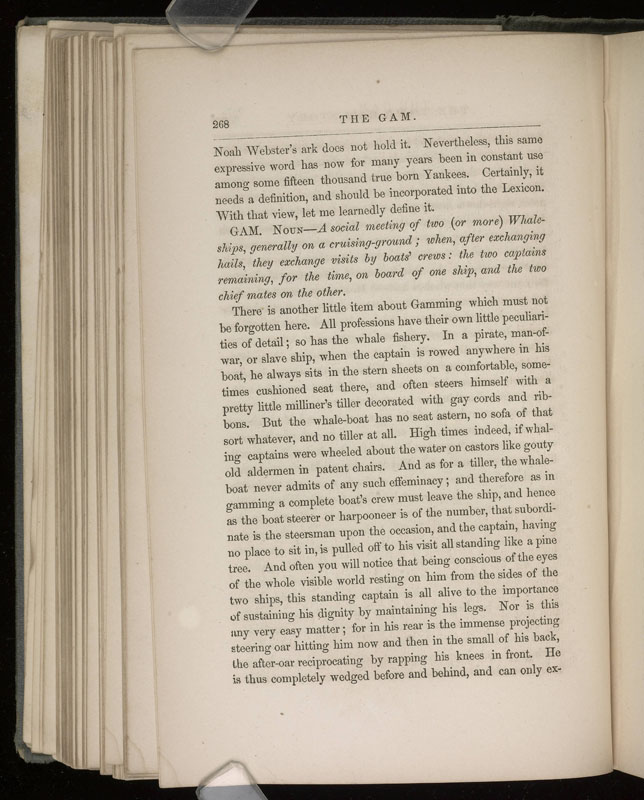 268 THE GAM.
Noah Webster's ark does not hold it. Nevertheless, this same
expressive word has now for many years been in constant use
among some fifteen thousand true born Yankees. Certainly, it
needs a definition, and should be incorporated into the Lexicon.
With that view, let me learnedly define it.
GAM. NOUN—A social meeting of two (or more) Whale-
ships, generally on a cruising-ground; when, after exchanging
hails, they exchange visits by boats' crews: the two captains
remaining, for the time, on board of one ship, and the two
chief mates on the other.
There is another little item about Gamming which must not
be forgotten here. All professions have their own little peculiari-
ties of detail; so has the whale fishery. In a pirate, man-of-
war, or slave ship, when the captain is rowed anywhere in his
boat, he always sits in the stern sheets on a comfortable, some-
times cushioned seat there, and often steers himself with a
pretty little milliner's tiller decorated with gay cords and rib-
bons. But the whale-boat has no seat astern, no sofa of that
sort whatever, and no tiller at all. High times indeed, if whal-
ing captains were wheeled about the water on castors like gouty
old aldermen in patent chairs. And as for a tiller, the whale-
boat never admits of any such effeminacy; and therefore as in
gamming a complete boat's crew must leave the ship, and hence
as the boat steerer or harpooneer is of the number, that subordi-
nate is the steersman upon the occasion, and the captain, having
no place to sit in, is pulled off to his visit all standing like a pine
tree. And often you will notice that being conscious of the eyes
of the whole visible world resting on him from the sides of the
two ships, this standing captain is all alive to the importance
of sustaining his dignity by maintaining his legs. Nor is this
any very easy matter; for in his rear is the immense projecting
steering oar hitting him now and then in the small of his back,
the after-oar reciprocating by rapping his knees in front. He
is thus completely wedged before and behind, and can only ex-